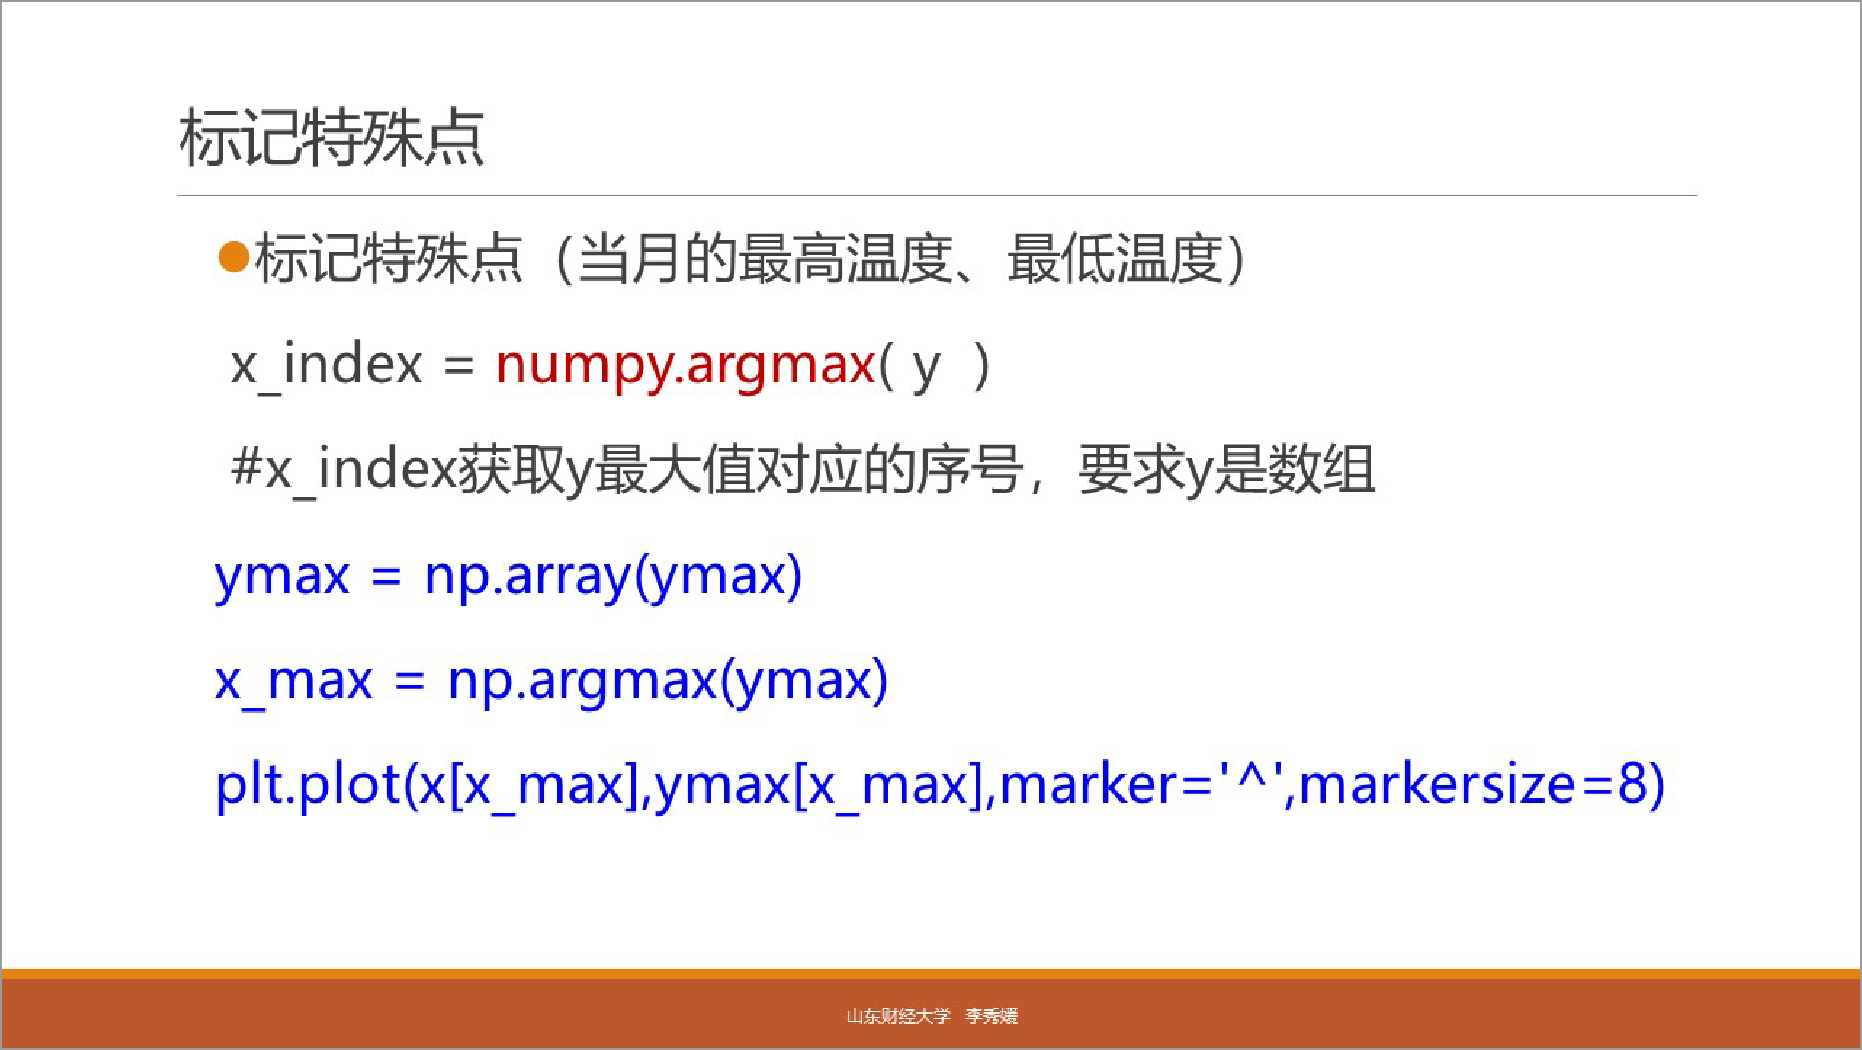 标记特殊点
标记特殊点（当月的最高温度、最低温度）
x_index = numpy.argmax( y )
#x_index获取y最大值对应的序号，要求y是数组
ymax = np.array(ymax)
x_max = np.argmax(ymax)
plt.plot(x[x_max],ymax[x_max],marker='^',markersize=8)
山东财经大学 李秀媛